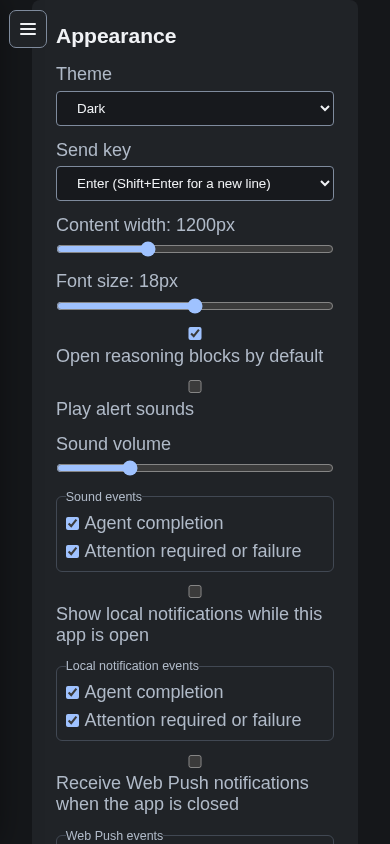 Appearance
Theme
Dark
Send key
Enter (Shift+Enter for a new line)
Content width: 1200px
Font size: 18px
Open reasoning blocks by default
Play alert sounds
Sound volume
Sound events
Agent completion
Attention required or failure
Show local notifications while this
app is open
Local notification events
Agent completion
Attention required or failure
Receive Web Push notifications
when the app is closed
Web Push events